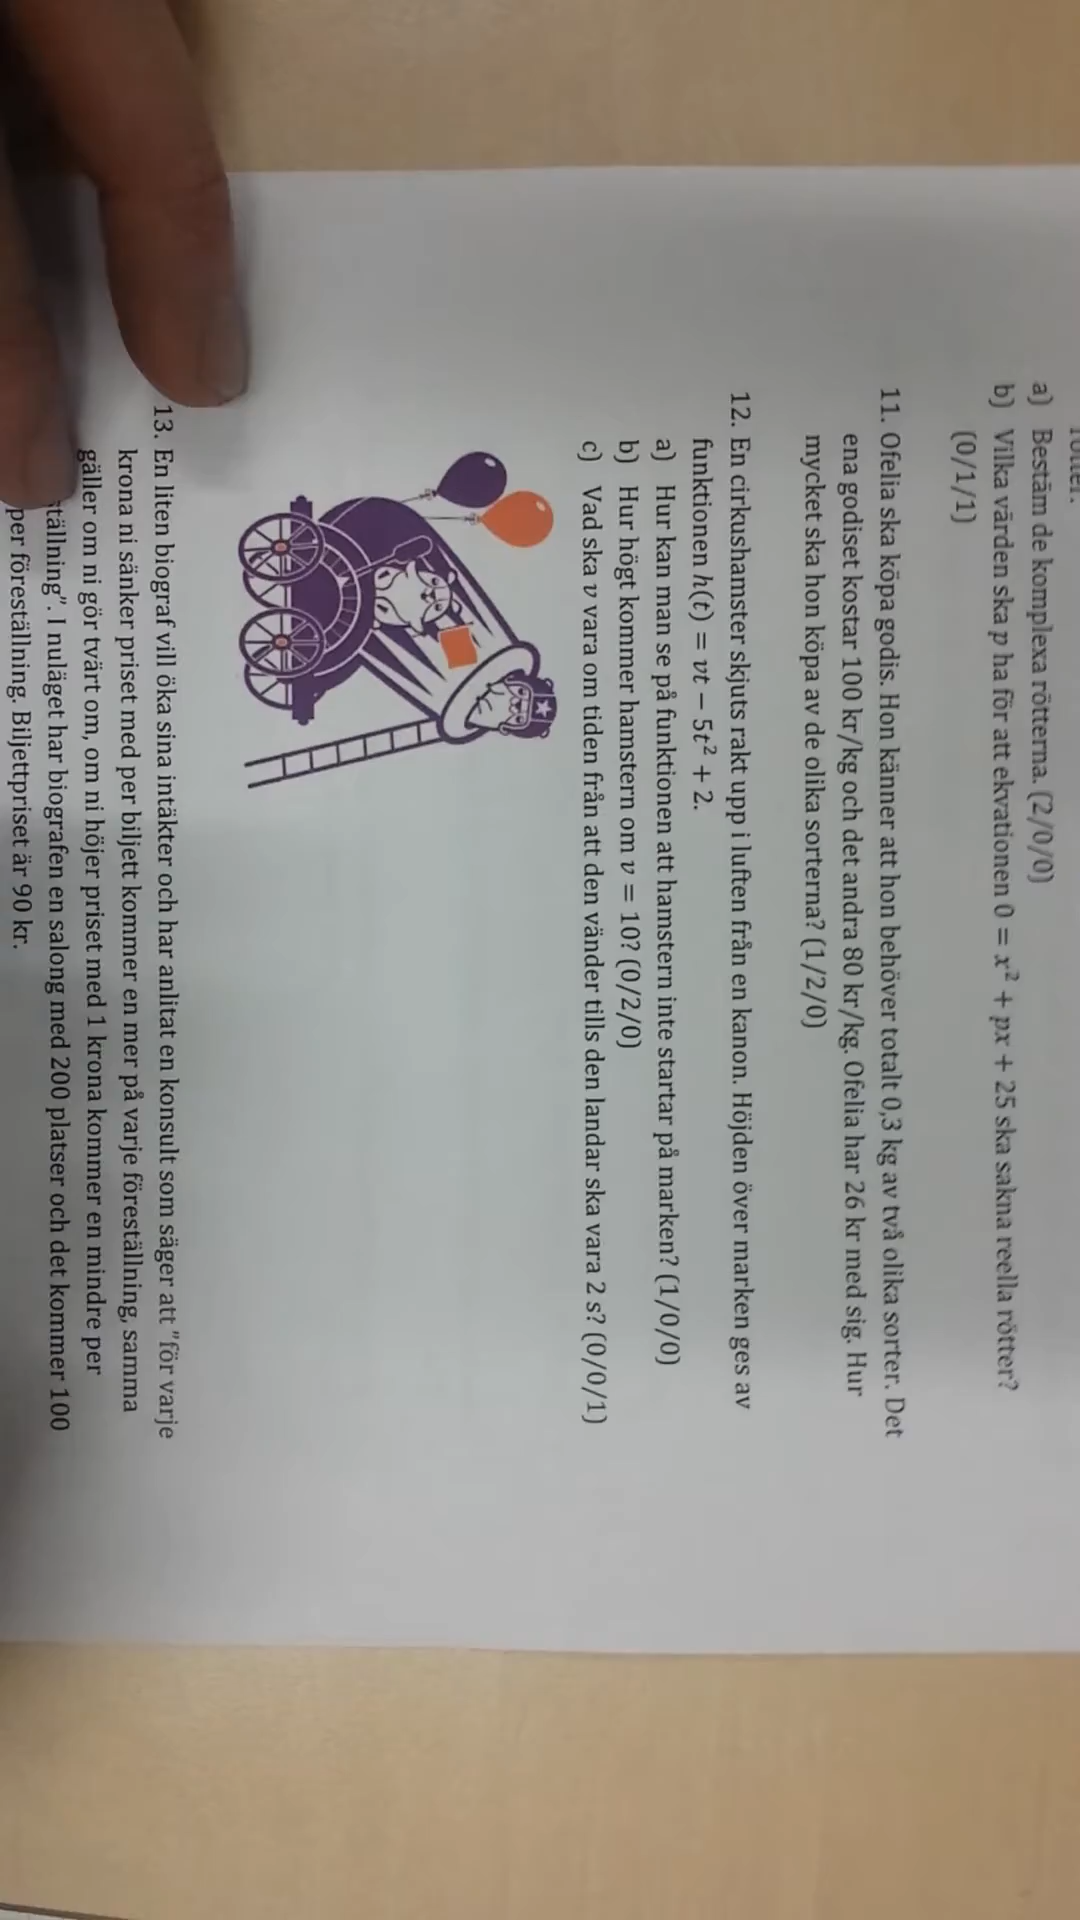 a) Bestäm de komplexa rötterna. (2/0/0)
b) Vilka värden ska p ha för att ekvationen 0 = x² + px + 25 ska sakna reella rötter?
(0/1/1)
11. Ofelia ska köpa godis. Hon känner att hon behöver totalt 0,3 kg av två olika sorter. Det
ena godiset kostar 100 kr/kg och det andra 80 kr/kg. Ofelia har 26 kr med sig. Hur
mycket ska hon köpa av de olika sorterna? (1/2/0)
12. En cirkushamster skjuts rakt upp i luften från en kanon. Höjden över marken ges av
funktionen h(t) = vt − 5t² + 2.
a) Hur kan man se på funktionen att hamstern inte startar på marken? (1/0/0)
b) Hur högt kommer hamstern om v = 10? (0/2/0)
c) Vad ska v vara om tiden från att den vänder tills den landar ska vara 2 s? (0/0/1)
13. En liten biograf vill öka sina intäkter och har anlitat en konsult som säger att "för varje
krona ni sänker priset med per biljett kommer en mer på varje föreställning, samma
gäller om ni gör tvärt om, om ni höjer priset med 1 krona kommer en mindre per
ställning". I nuläget har biografen en salong med 200 platser och det kommer 100
per föreställning. Biljettpriset är 90 kr.